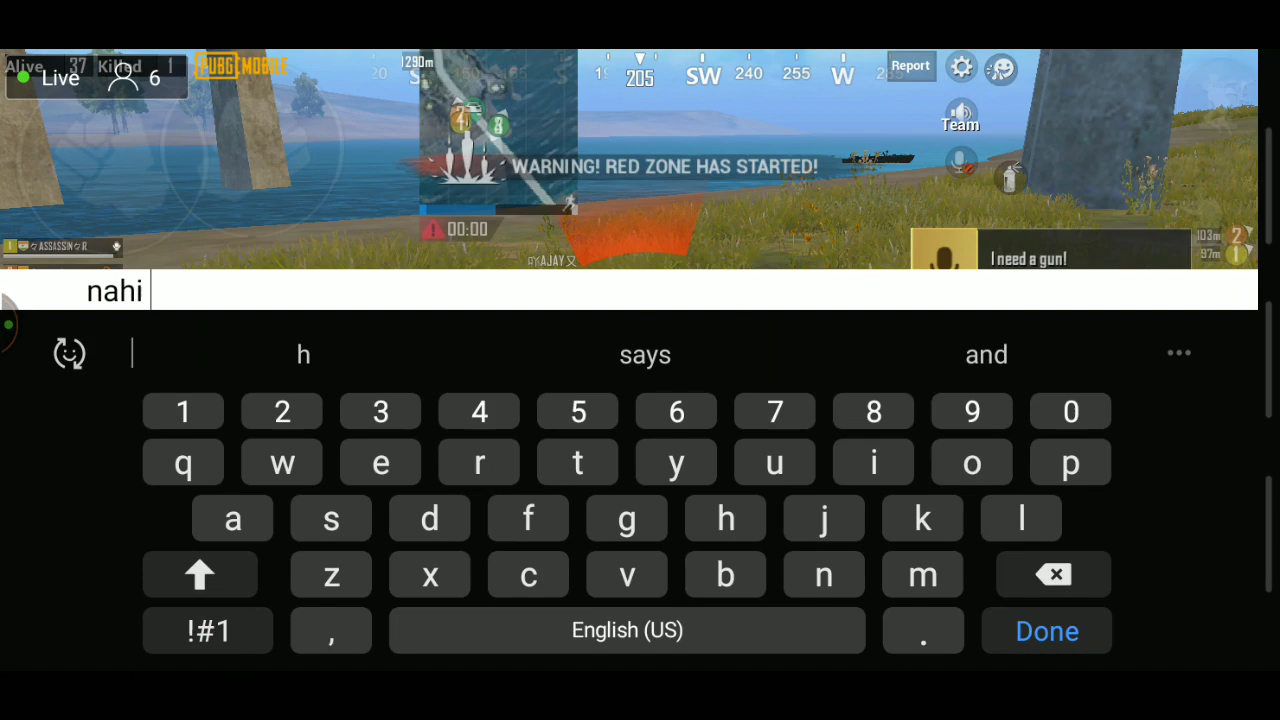 Alive 37 Killed 1
Live 6
PUBG MOBILE
1290m
205 SW 240 255 W
Report
Team
WARNING! RED ZONE HAS STARTED!
00:00
I need a gun!
103m 2
97m 1
nahi
h says and
1 2 3 4 5 6 7 8 9 0
q w e r t y u i o p
a s d f g h j k l
z x c v b n m
!#1 , English (US) . Done